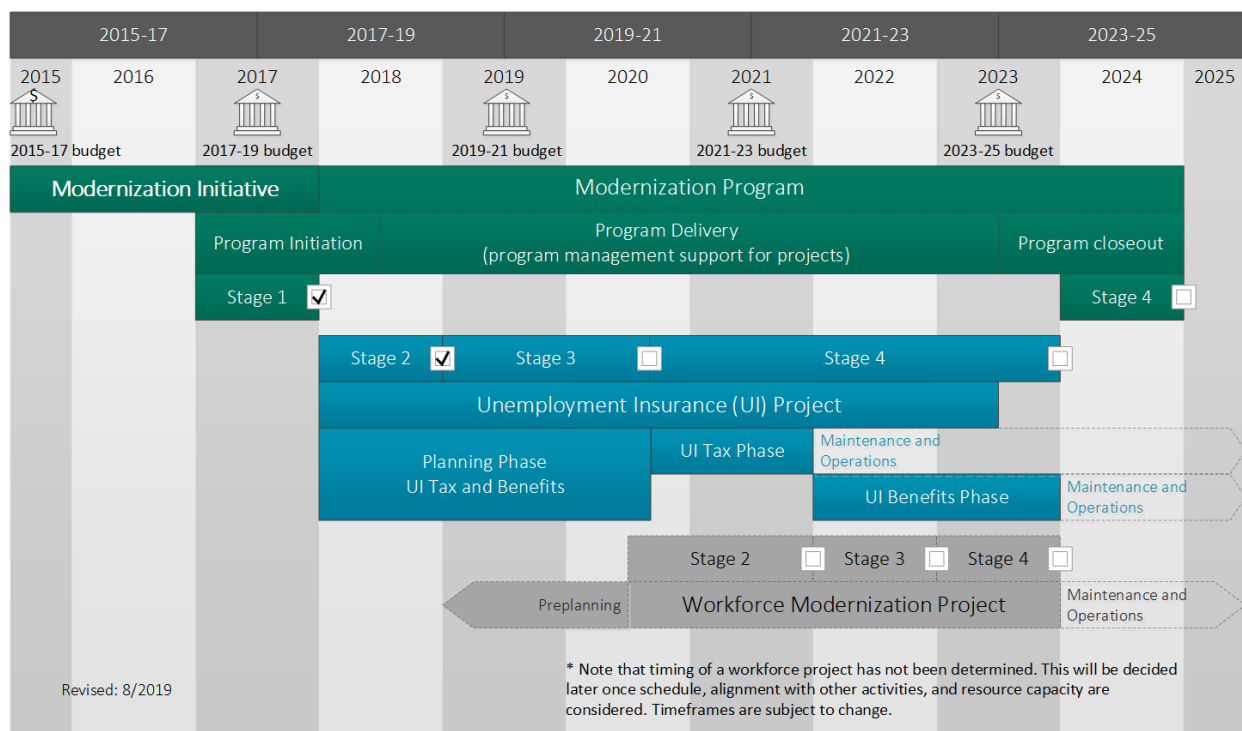 2015-17 2017-19 2019-21 2021-23 2023-25
2015 2016 2017 2018 2019 2020 2021 2022 2023 2024 2025
$ $ $ $ $
2015-17 budget 2017-19 budget 2019-21 budget 2021-23 budget 2023-25 budget
Modernization Initiative Modernization Program
Program Initiation
Program Delivery
(program management support for projects)
Program closeout
Stage 1 Stage 4
Stage 2 Stage 3 Stage 4
Unemployment Insurance (UI) Project
Planning Phase
UI Tax and Benefits
UI Tax Phase
Maintenance and
Operations
UI Benefits Phase
Maintenance and
Operations
Stage 2 Stage 3 Stage 4
Preplanning Workforce Modernization Project
Maintenance and
Operations
* Note that timing of a workforce project has not been determined. This will be decided
later once schedule, alignment with other activities, and resource capacity are
considered. Timeframes are subject to change.
Revised: 8/2019